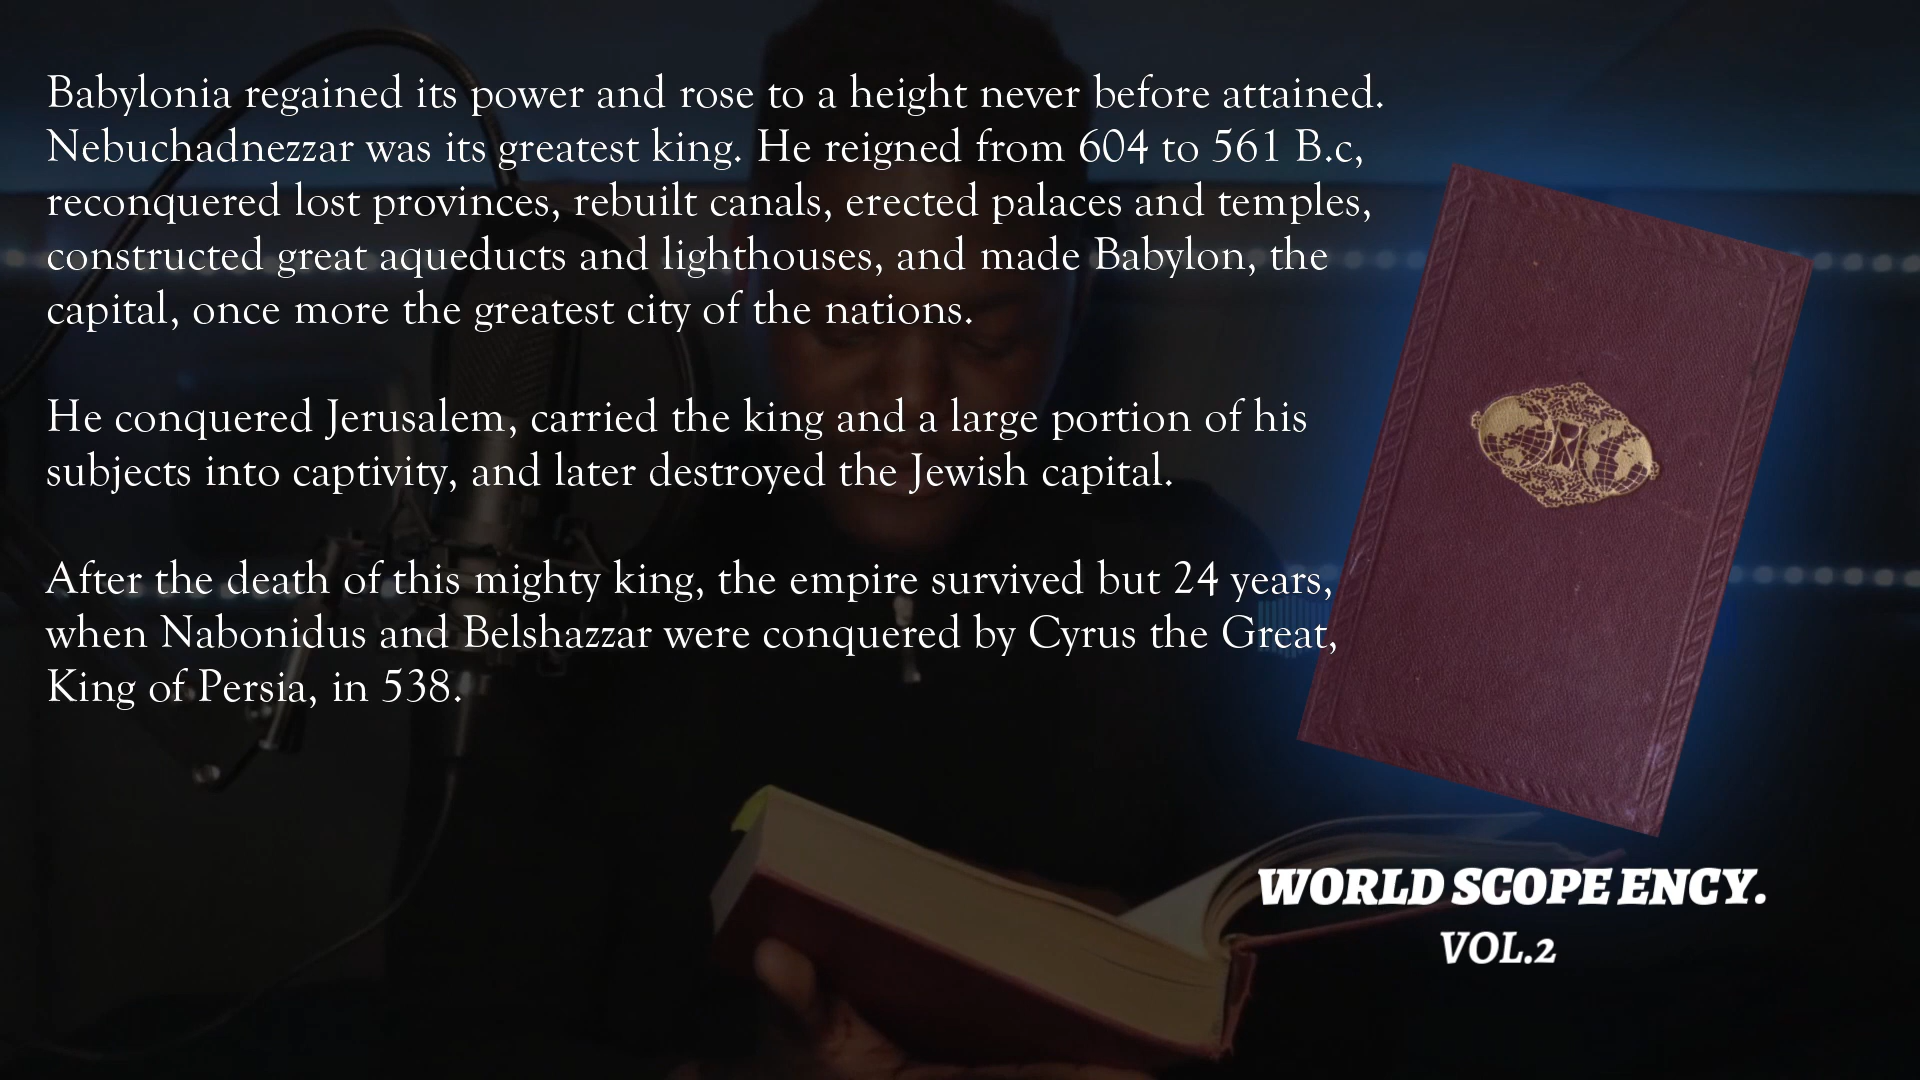 Babylonia regained its power and rose to a height never before attained.
Nebuchadnezzar was its greatest king. He reigned from 604 to 561 B.c,
reconquered lost provinces, rebuilt canals, erected palaces and temples,
constructed great aqueducts and lighthouses, and made Babylon, the
capital, once more the greatest city of the nations.
He conquered Jerusalem, carried the king and a large portion of his
subjects into captivity, and later destroyed the Jewish capital.
After the death of this mighty king, the empire survived but 24 years,
when Nabonidus and Belshazzar were conquered by Cyrus the Great,
King of Persia, in 538.
WORLD SCOPE ENCY.
VOL.2